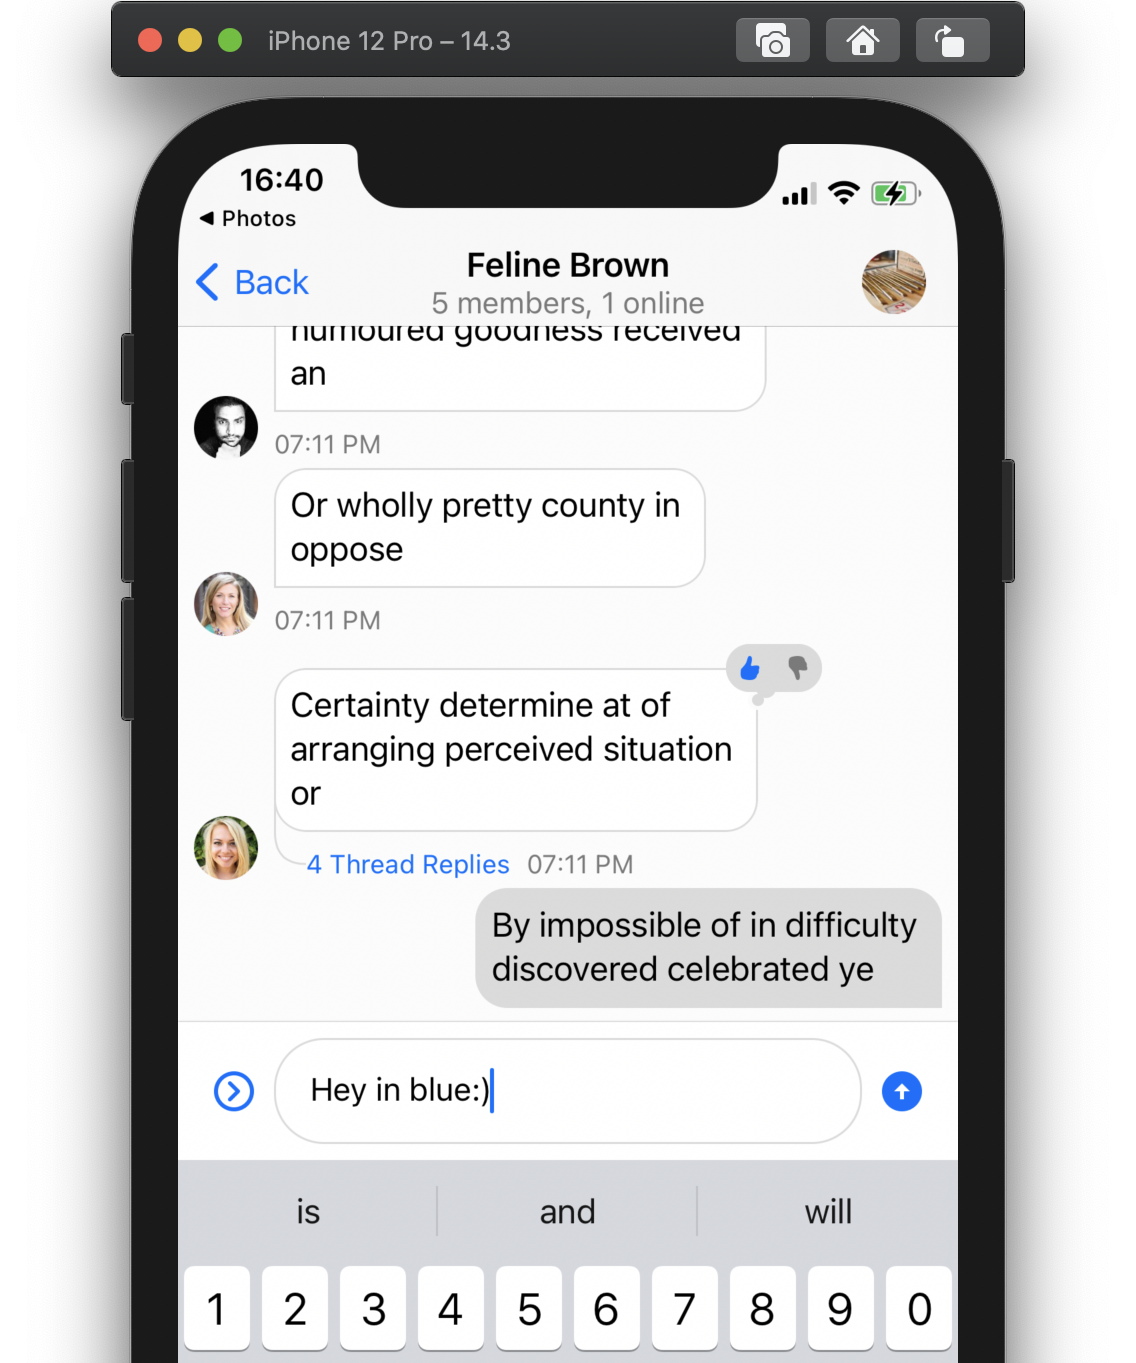 iPhone 12 Pro – 14.3
16:40
◀ Photos
Back
Feline Brown
5 members, 1 online
humoured goodness received
an
07:11 PM
Or wholly pretty county in
oppose
07:11 PM
Certainty determine at of
arranging perceived situation
or
4 Thread Replies 07:11 PM
By impossible of in difficulty
discovered celebrated ye
Hey in blue:)
is and will
1 2 3 4 5 6 7 8 9 0